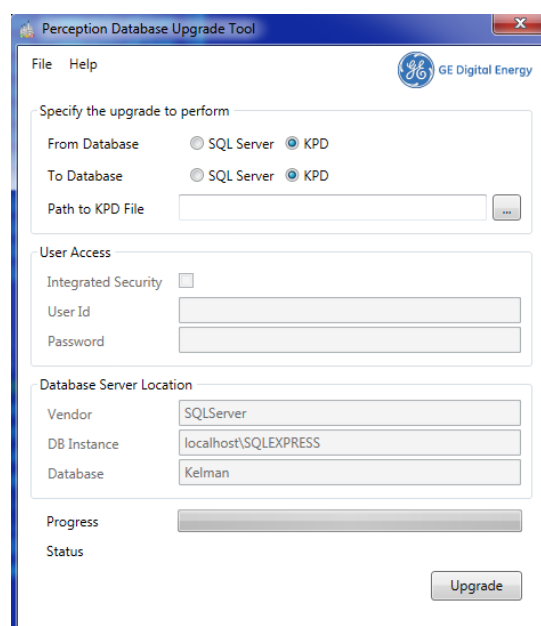 Perception Database Upgrade Tool
File Help
GE Digital Energy
Specify the upgrade to perform
From Database SQL Server KPD
To Database SQL Server KPD
Path to KPD File ...
User Access
Integrated Security
User Id
Password
Database Server Location
Vendor SQLServer
DB Instance localhost\SQLEXPRESS
Database Kelman
Progress
Status
Upgrade